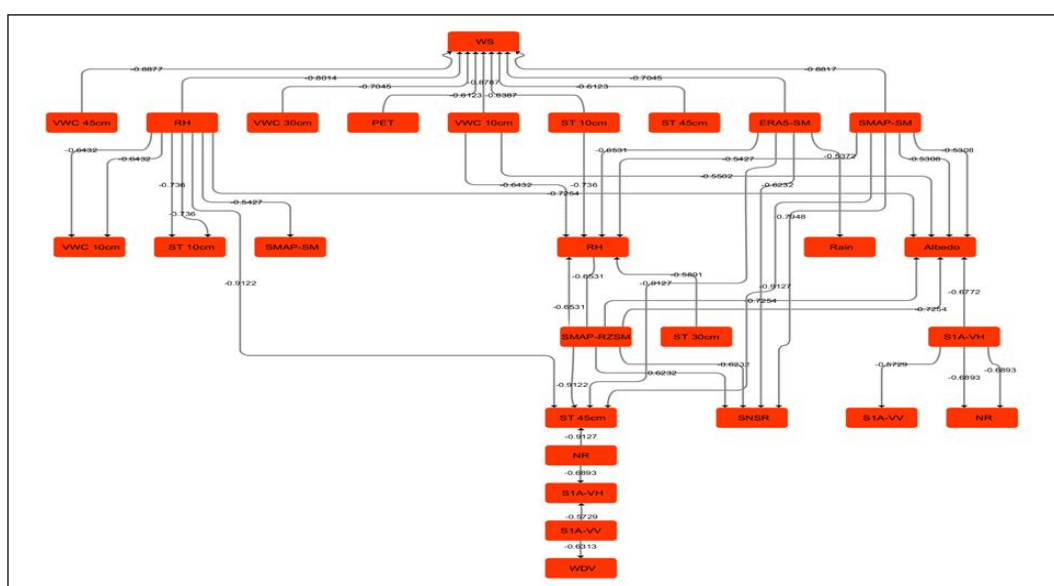 WS
-0.8877
-0.8014
-0.7045
-0.6123
-0.8787
-0.6387
-0.6123
-0.7045
-0.8817
VWC 45cm
RH
VWC 30cm
PET
VWC 10cm
ST 10cm
ST 45cm
ERA5-SM
SMAP-SM
-0.6432
-0.6432
-0.736
-0.736
-0.5427
-0.7254
-0.6432
-0.736
-0.6531
-0.5427
-0.5502
-0.6232
-0.5372
-0.5308
-0.5308
-0.7948
VWC 10cm
ST 10cm
SMAP-SM
RH
Rain
Albedo
-0.9122
-0.6531
-0.6531
-0.5891
-0.9127
-0.9127
-0.7254
-0.7254
-0.6772
SMAP-RZSM
ST 30cm
S1A-VH
-0.9122
-0.6232
-0.6232
-0.5729
-0.6893
-0.6893
ST 45cm
SNSR
S1A-VV
NR
-0.9127
NR
-0.6893
S1A-VH
-0.5729
S1A-VV
-0.6313
WDV